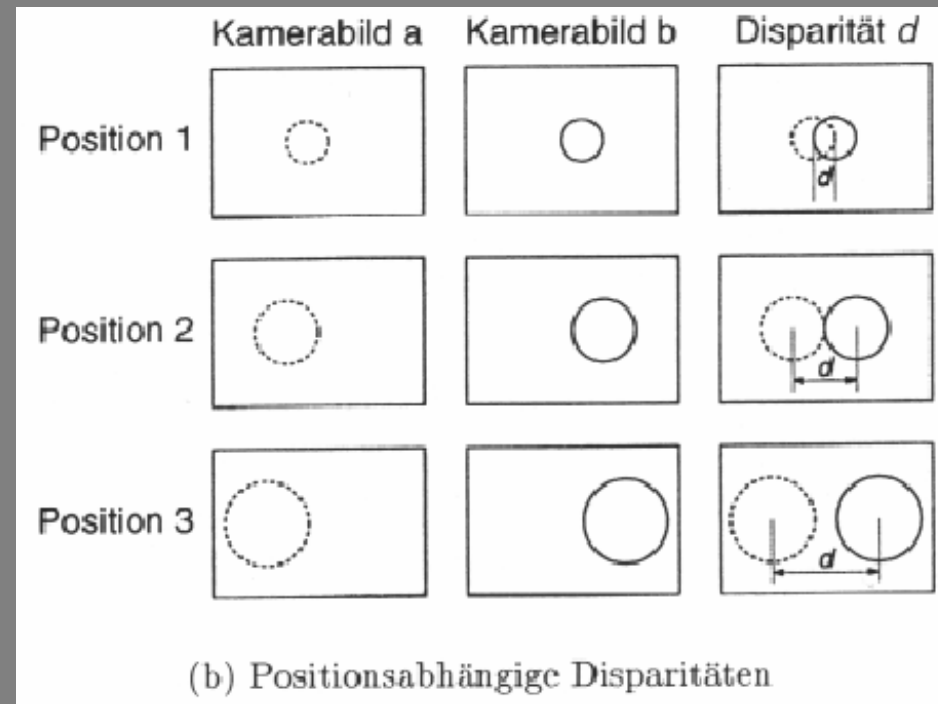 Kamerabild a Kamerabild b Disparität d
Position 1
d
Position 2
d
Position 3
d
(b) Positionsabhängige Disparitäten